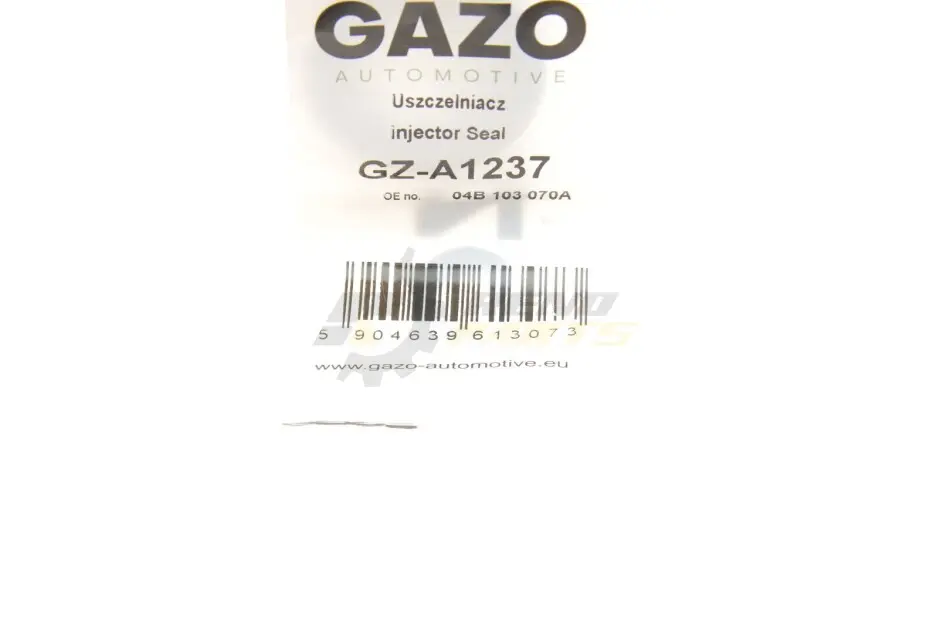 GAZO
AUTOMOTIVE
Uszczelniacz
injector Seal
GZ-A1237
OE no. 04B 103 070A
5 904639 613073
www.gazo-automotive.eu